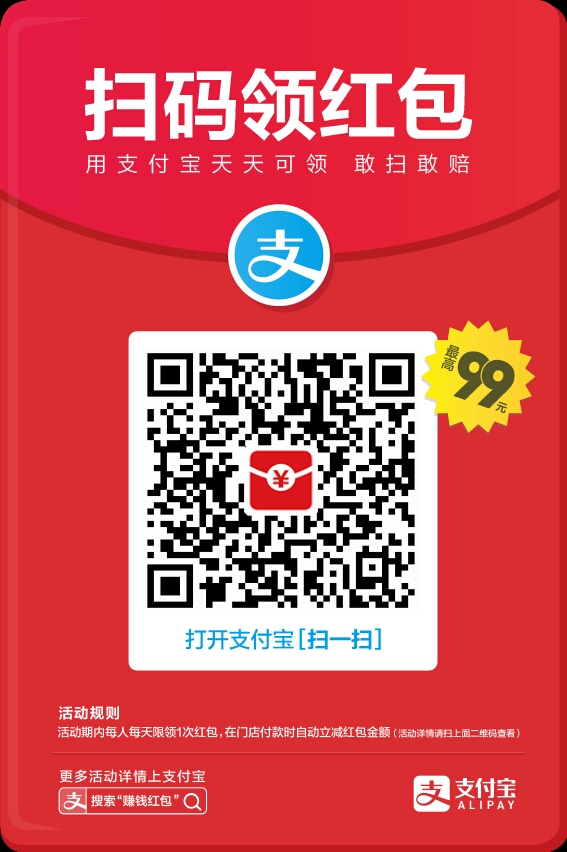 扫码领红包
用支付宝天天可领 敢扫敢赔
支
最高99元
¥
打开支付宝[扫一扫]
活动规则
活动期内每人每天限领1次红包，在门店付款时自动立减红包金额（活动详情请扫上面二维码查看）
更多活动详情上支付宝
支 搜索“赚钱红包”
支 支付宝
ALIPAY